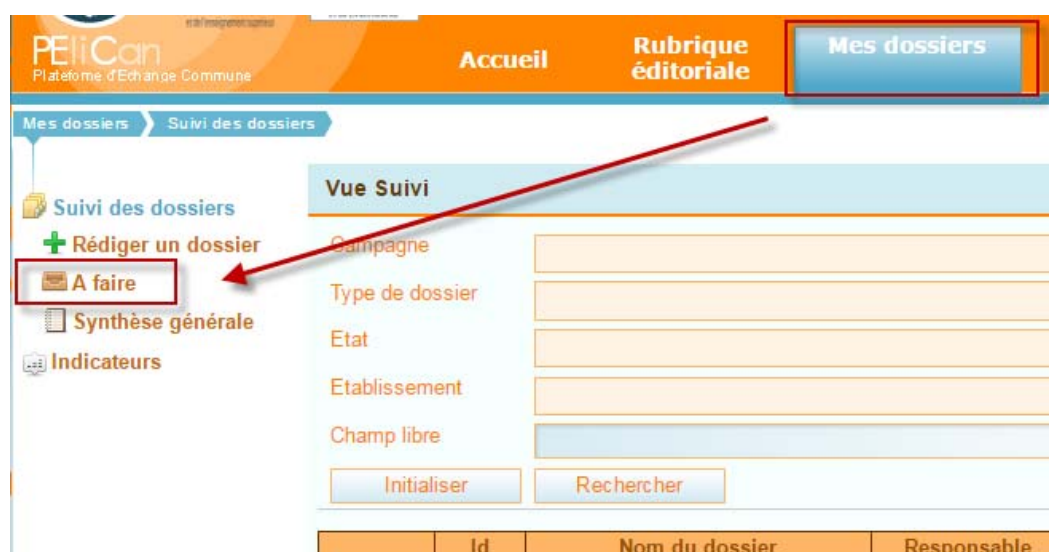 PEliCan
Plateforme d'Echange Commune
Accueil
Rubrique
éditoriale
Mes dossiers
Mes dossiers
Suivi des dossiers
Suivi des dossiers
Rédiger un dossier
A faire
Synthèse générale
Indicateurs
Vue Suivi
Campagne
Type de dossier
Etat
Etablissement
Champ libre
Initialiser
Rechercher
Id
Nom du dossier
Responsable